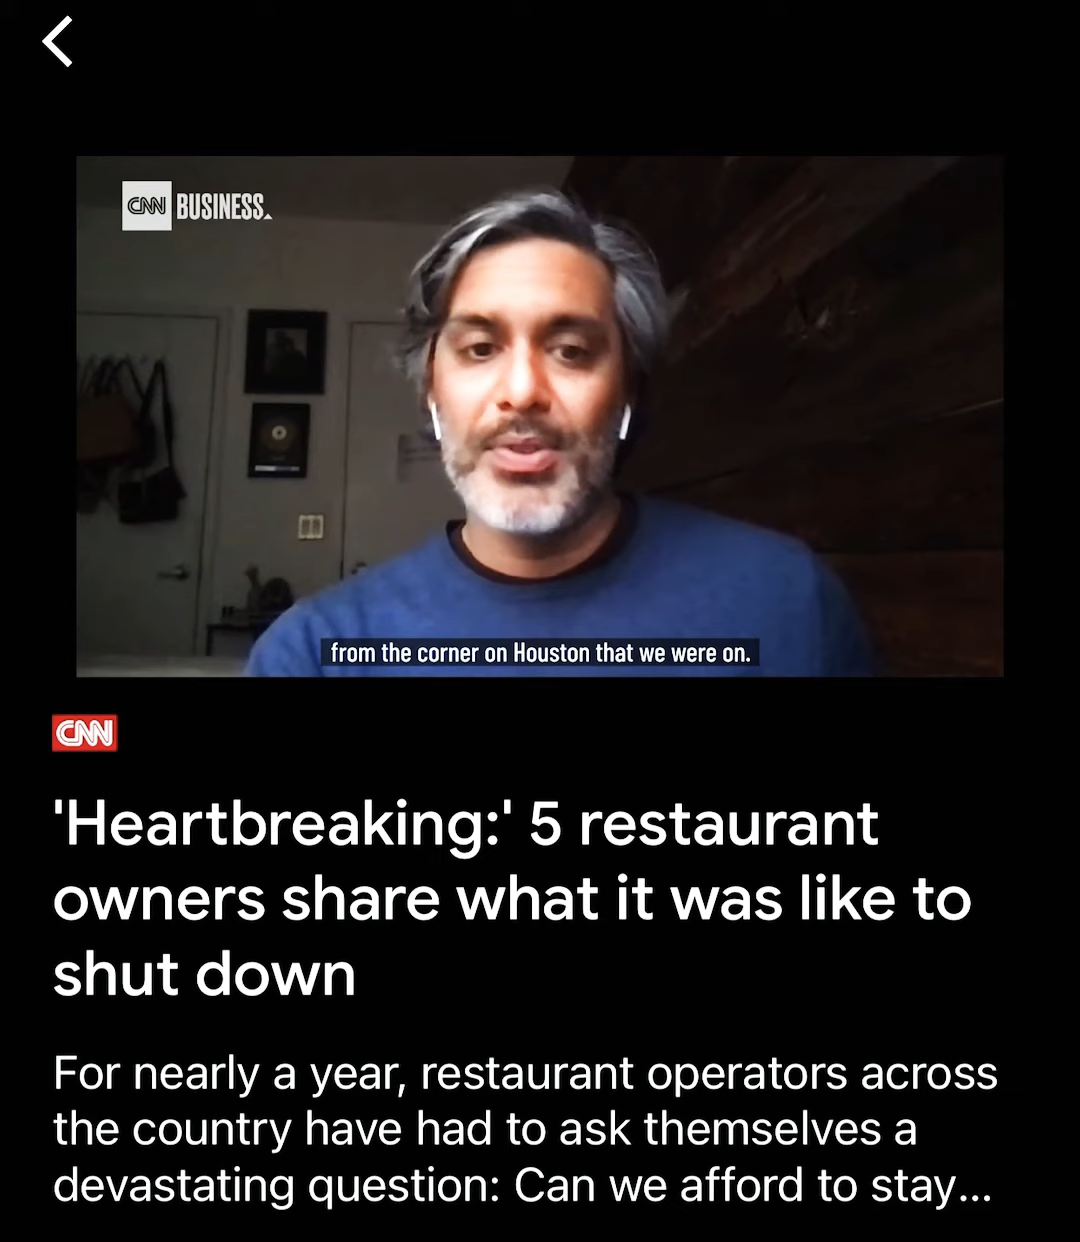 CNN BUSINESS
from the corner on Houston that we were on.
CNN
'Heartbreaking:' 5 restaurant
owners share what it was like to
shut down
For nearly a year, restaurant operators across
the country have had to ask themselves a
devastating question: Can we afford to stay...